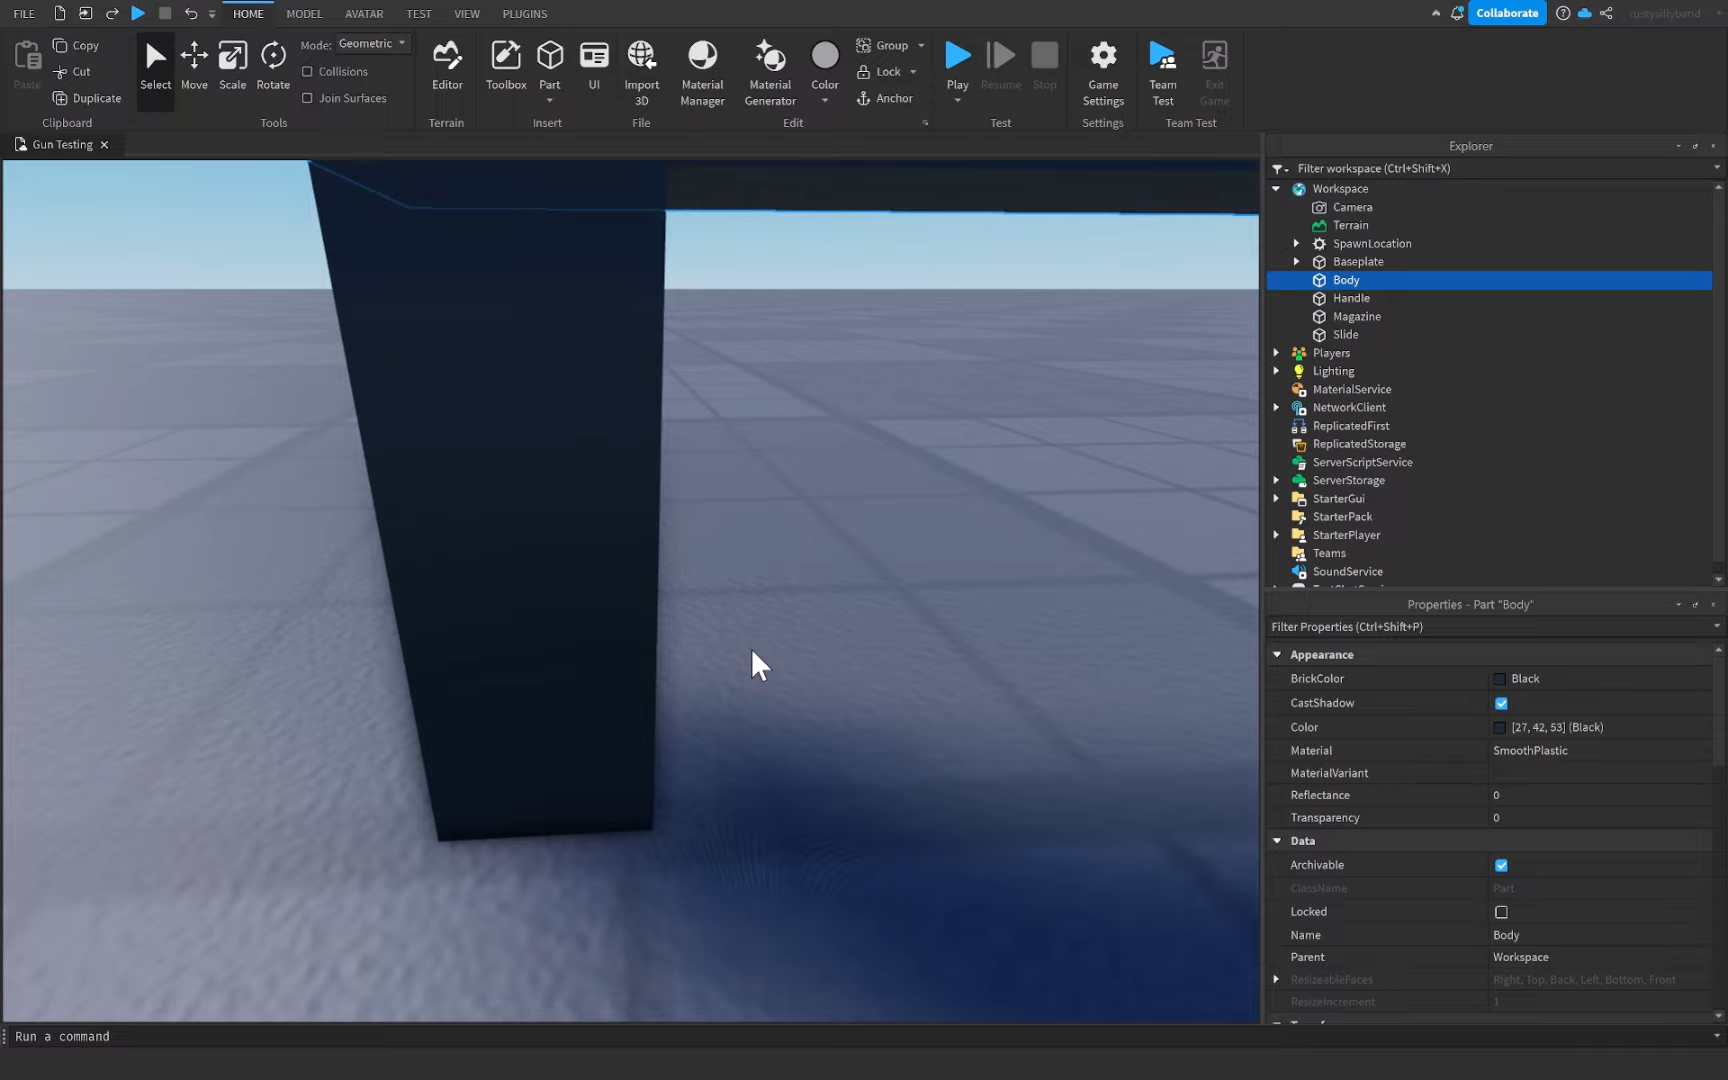 FILE HOME MODEL AVATAR TEST VIEW PLUGINS Collaborate custysillyband
Paste Copy Cut Duplicate Clipboard
Select Move Scale Rotate Mode: Geometric Collisions Join Surfaces Tools
Editor Terrain
Toolbox Part UI Insert
Import 3D File
Material Manager Material Generator Color Group Lock Anchor Edit
Play Resume Stop Test
Game Settings Settings
Team Test Exit Game Team Test
Gun Testing
Explorer
Filter workspace (Ctrl+Shift+X)
Workspace
Camera
Terrain
SpawnLocation
Baseplate
Body
Handle
Magazine
Slide
Players
Lighting
MaterialService
NetworkClient
ReplicatedFirst
ReplicatedStorage
ServerScriptService
ServerStorage
StarterGui
StarterPack
StarterPlayer
Teams
SoundService
Properties - Part "Body"
Filter Properties (Ctrl+Shift+P)
Appearance
BrickColor Black
CastShadow
Color [27, 42, 53] (Black)
Material SmoothPlastic
MaterialVariant
Reflectance 0
Transparency 0
Data
Archivable
ClassName Part
Locked
Name Body
Parent Workspace
ResizeableFaces Right, Top, Back, Left, Bottom, Front
ResizeIncrement 1
Run a command